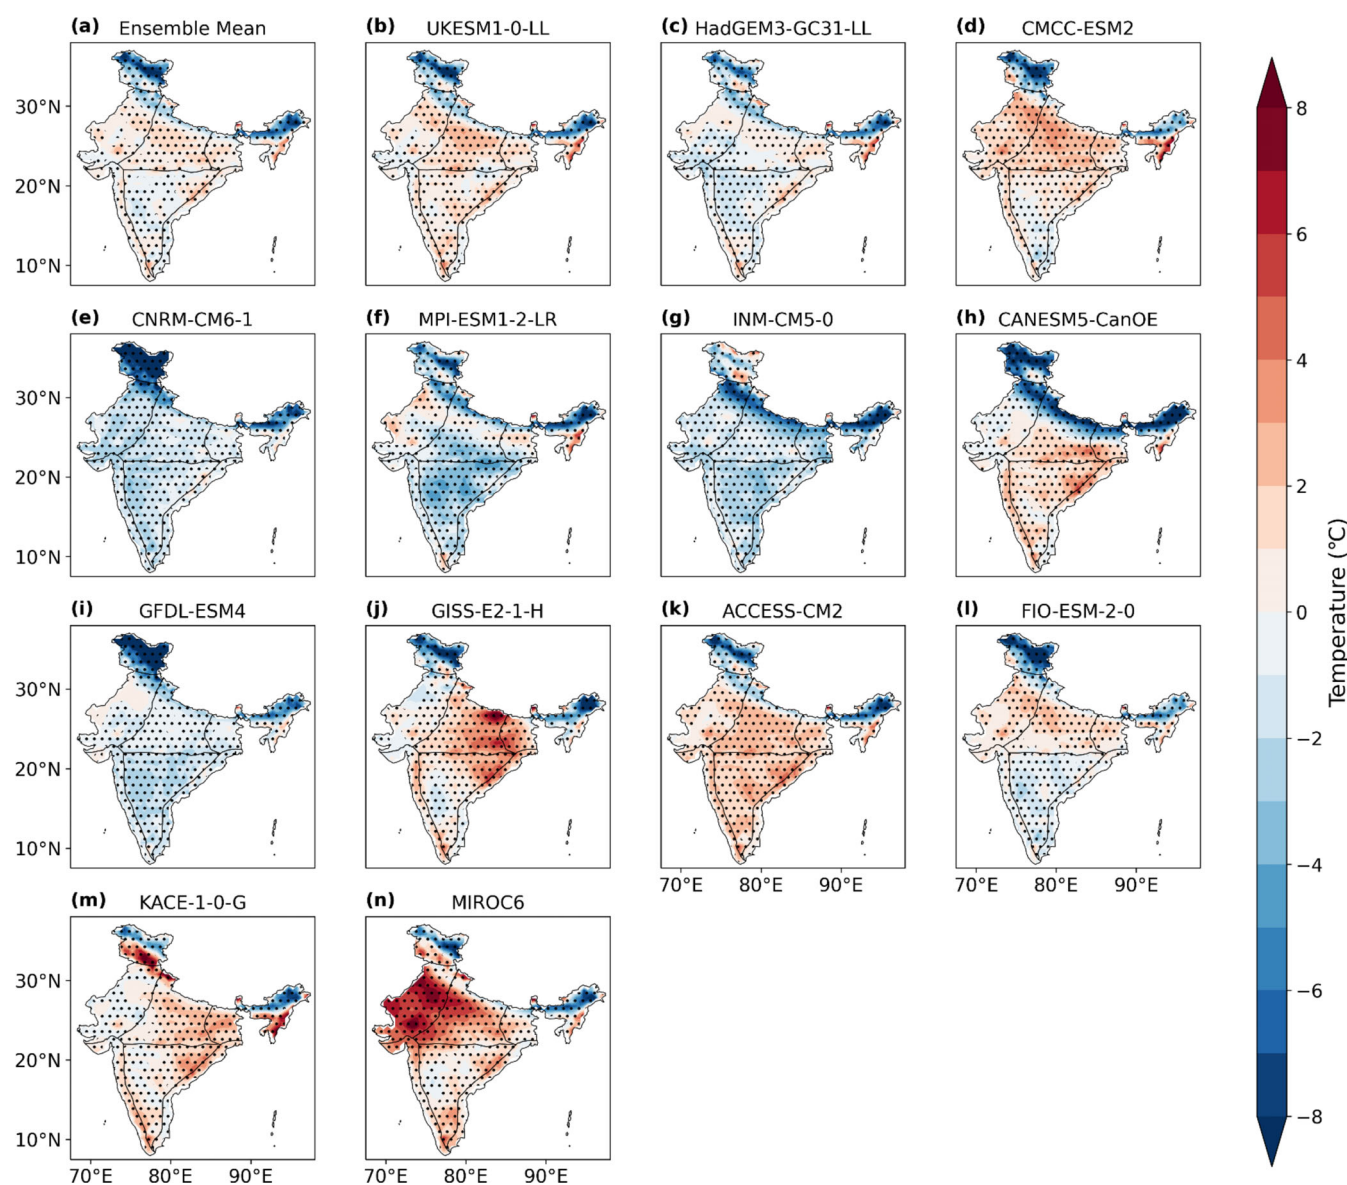 (a) Ensemble Mean
(b) UKESM1-0-LL
(c) HadGEM3-GC31-LL
(d) CMCC-ESM2
30°N
20°N
10°N
(e) CNRM-CM6-1
(f) MPI-ESM1-2-LR
(g) INM-CM5-0
(h) CANESM5-CanOE
30°N
20°N
10°N
(i) GFDL-ESM4
(j) GISS-E2-1-H
(k) ACCESS-CM2
(l) FIO-ESM-2-0
30°N
20°N
10°N
70°E 80°E 90°E
70°E 80°E 90°E
(m) KACE-1-0-G
(n) MIROC6
30°N
20°N
10°N
70°E 80°E 90°E
70°E 80°E 90°E
8
6
4
2
0
−2
−4
−6
−8
Temperature (°C)